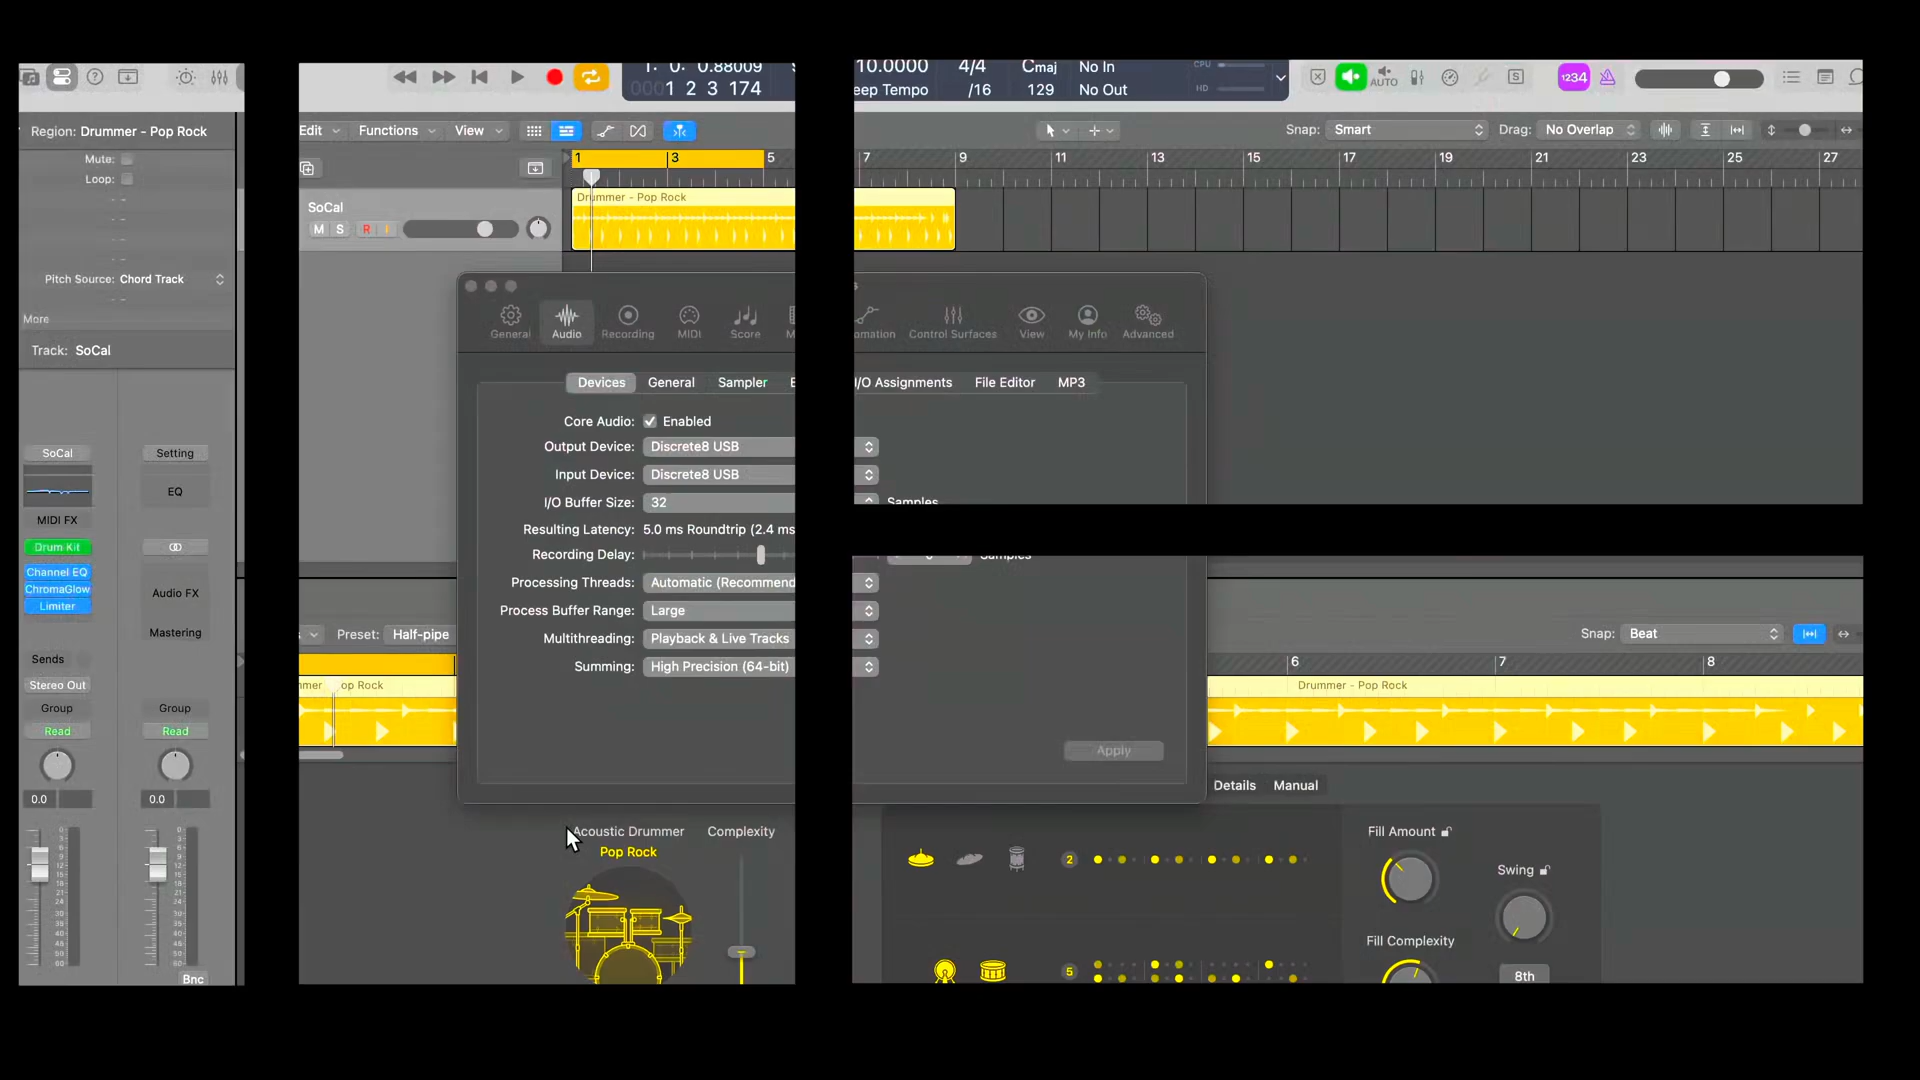 1: 0: 0.88009
0001 2 3 174
10.0000
eep Tempo
4/4
/16
Cmaj
129
No In
No Out
CPU
HD
AUTO
1234
S
Region: Drummer - Pop Rock
Mute:
Loop:
Pitch Source: Chord Track
More
Track: SoCal
SoCal
Setting
EQ
MIDI FX
Drum Kit
Channel EQ
ChromaGlow
Limiter
Audio FX
Mastering
Sends
Stereo Out
Group
Group
Read
Read
0.0
0.0
Bnc
Edit
Functions
View
Snap: Smart
Drag: No Overlap
1 3 5 7 9 11 13 15 17 19 21 23 25 27
SoCal
M S R I
Drummer - Pop Rock
General
Audio
Recording
MIDI
Score
M
omation
Control Surfaces
View
My Info
Advanced
Devices
General
Sampler
I/O Assignments
File Editor
MP3
Core Audio: Enabled
Output Device: Discrete8 USB
Input Device: Discrete8 USB
I/O Buffer Size: 32 Samples
Resulting Latency: 5.0 ms Roundtrip (2.4 ms
Recording Delay: Samples
Processing Threads: Automatic (Recommend
Process Buffer Range: Large
Multithreading: Playback & Live Tracks
Summing: High Precision (64-bit)
Apply
Preset: Half-pipe
Snap: Beat
6 7 8
mer
op Rock
Drummer - Pop Rock
Details
Manual
Acoustic Drummer
Pop Rock
Complexity
2
5
Fill Amount
Swing
Fill Complexity
8th